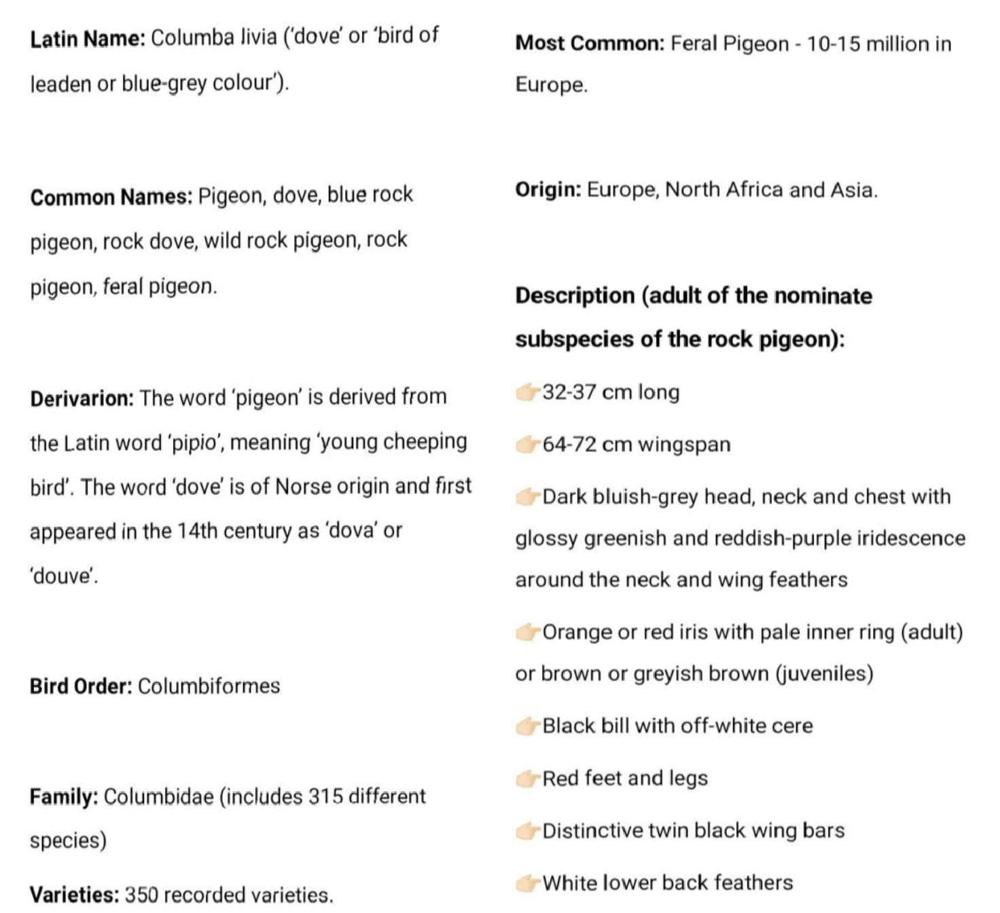 Latin Name: Columba livia (‘dove’ or ‘bird of
leaden or blue-grey colour’).
Common Names: Pigeon, dove, blue rock
pigeon, rock dove, wild rock pigeon, rock
pigeon, feral pigeon.
Derivarion: The word ‘pigeon’ is derived from
the Latin word ‘pipio’, meaning ‘young cheeping
bird’. The word ‘dove’ is of Norse origin and first
appeared in the 14th century as ‘dova’ or
‘douve’.
Bird Order: Columbiformes
Family: Columbidae (includes 315 different
species)
Varieties: 350 recorded varieties.
Most Common: Feral Pigeon - 10-15 million in
Europe.
Origin: Europe, North Africa and Asia.
Description (adult of the nominate
subspecies of the rock pigeon):
👉🏻32-37 cm long
👉🏻64-72 cm wingspan
👉🏻Dark bluish-grey head, neck and chest with
glossy greenish and reddish-purple iridescence
around the neck and wing feathers
👉🏻Orange or red iris with pale inner ring (adult)
or brown or greyish brown (juveniles)
👉🏻Black bill with off-white cere
👉🏻Red feet and legs
👉🏻Distinctive twin black wing bars
👉🏻White lower back feathers